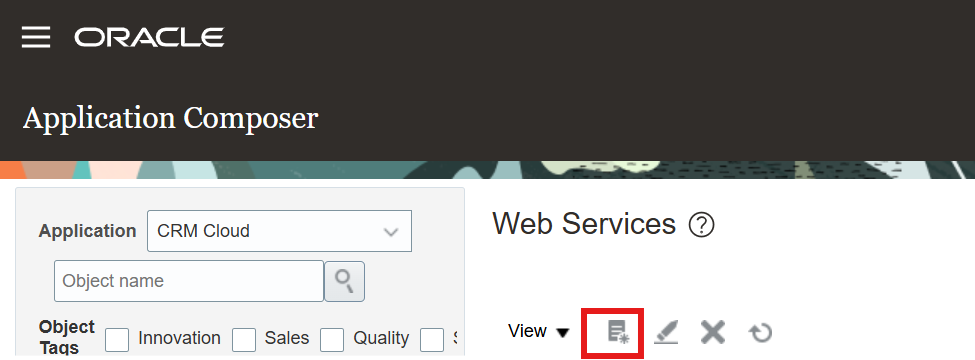 ORACLE
Application Composer
Application CRM Cloud
Object name
Object Tags Innovation Sales Quality
Web Services ?
View